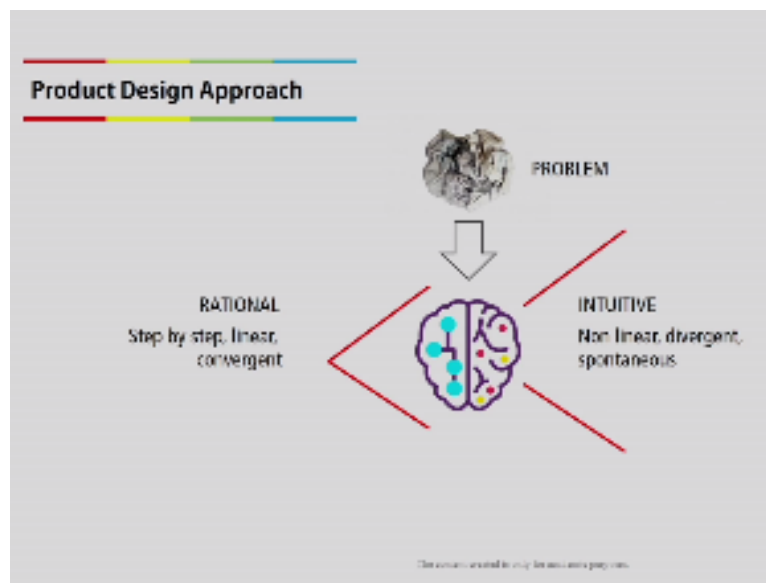 Product Design Approach
PROBLEM
RATIONAL
Step by step, linear,
convergent
INTUITIVE
Non linear, divergent,
spontaneous